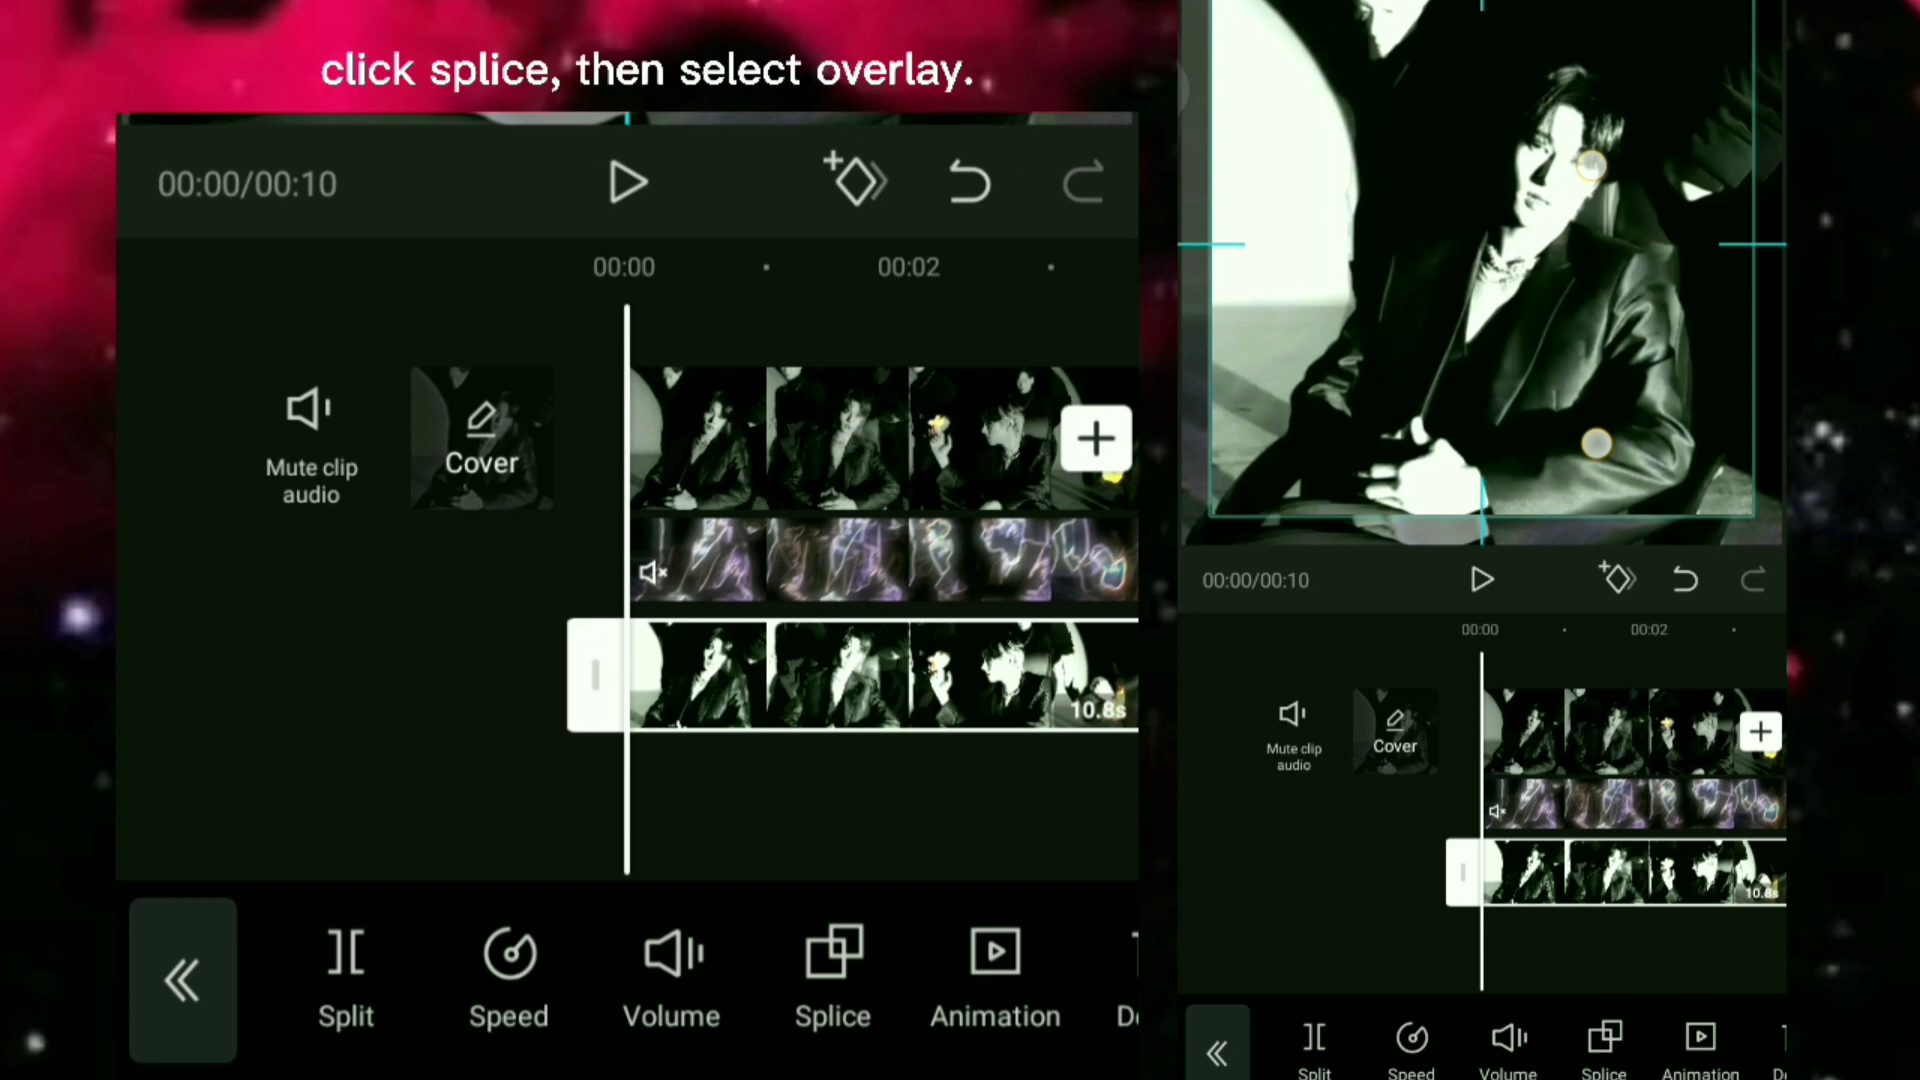 click splice, then select overlay.
00:00/00:10
00:00
00:02
Mute clip
audio
Cover
10.8s
Split
Speed
Volume
Splice
Animation
00:00/00:10
00:00
00:02
Mute clip
audio
Cover
10.8s
Split
Speed
Volume
Splice
Animation